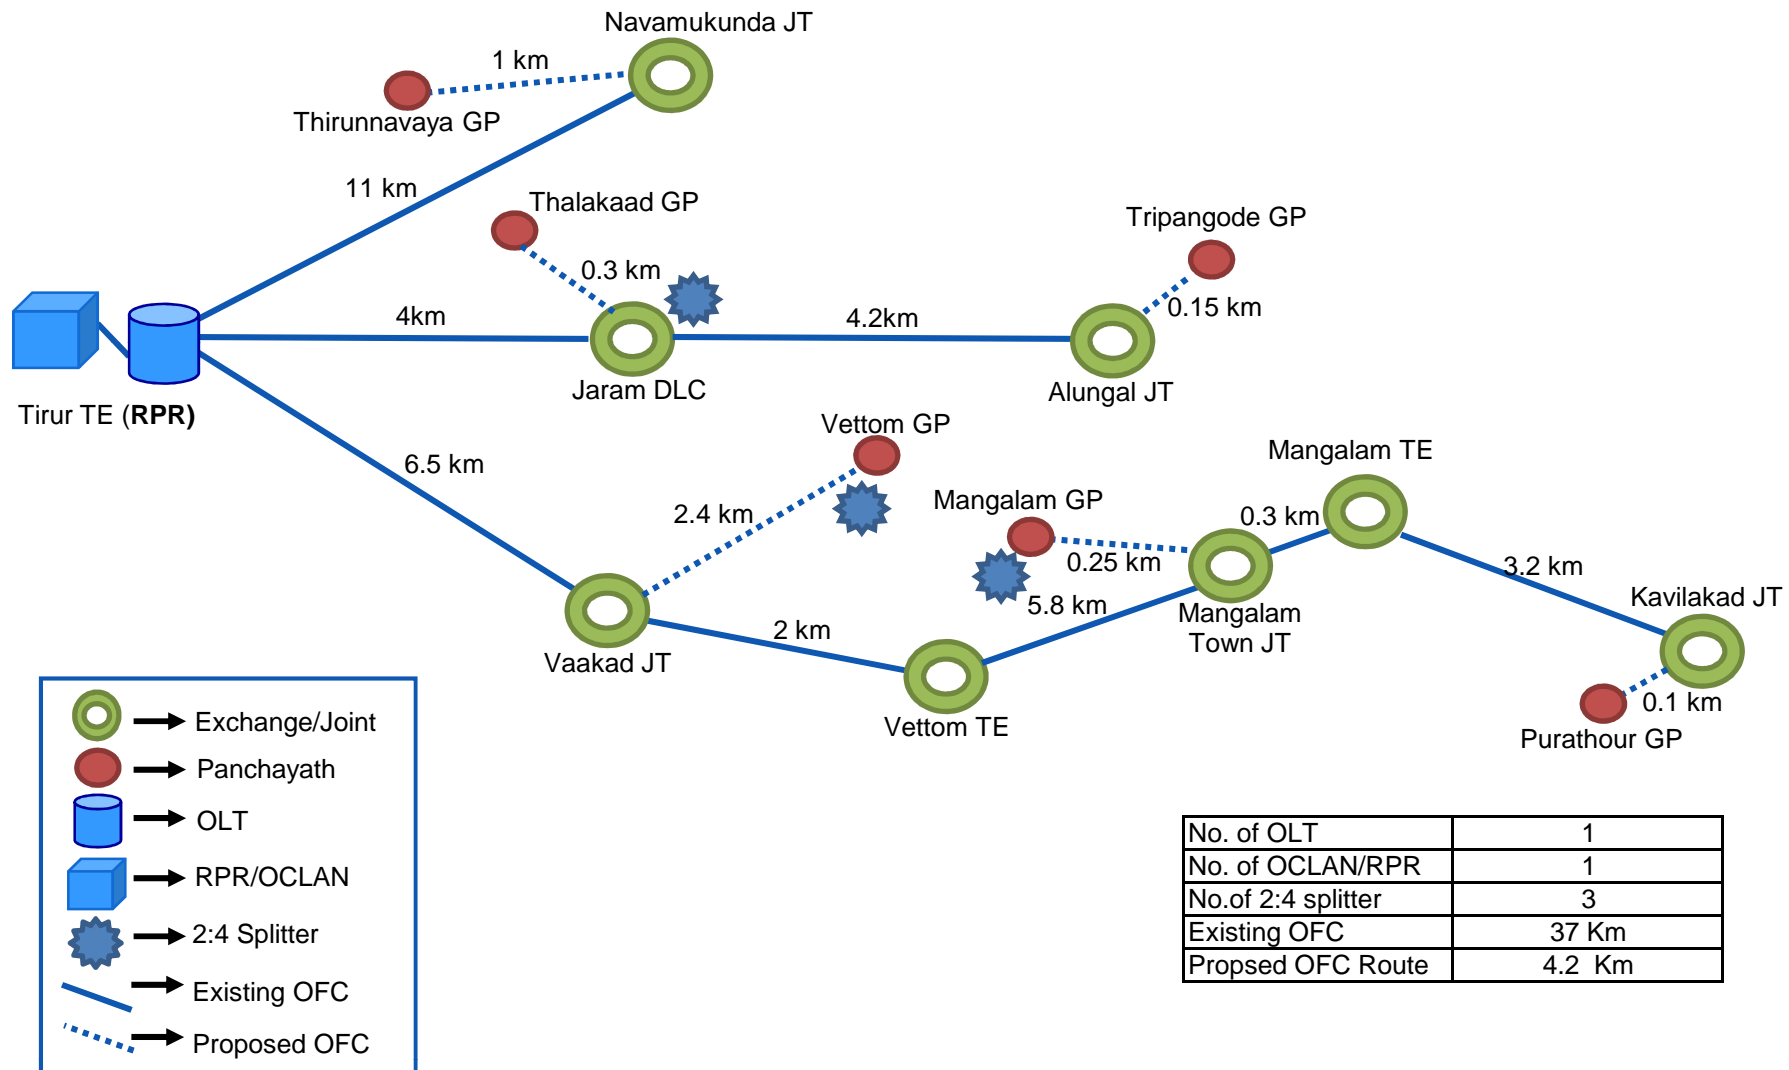 Navamukunda JT
1 km
Thirunnavaya GP
11 km
Thalakaad GP
Tripangode GP
0.3 km
0.15 km
4km
4.2km
Jaram DLC
Alungal JT
Tirur TE (RPR)
Vettom GP
6.5 km
Mangalam TE
2.4 km
Mangalam GP
0.3 km
0.25 km
3.2 km
5.8 km
Mangalam
Town JT
Kavilakad JT
2 km
Vaakad JT
Vettom TE
0.1 km
Purathour GP
Exchange/Joint
Panchayath
OLT
RPR/OCLAN
2:4 Splitter
Existing OFC
Proposed OFC
No. of OLT 1
No. of OCLAN/RPR 1
No.of 2:4 splitter 3
Existing OFC 37 Km
Propsed OFC Route 4.2 Km